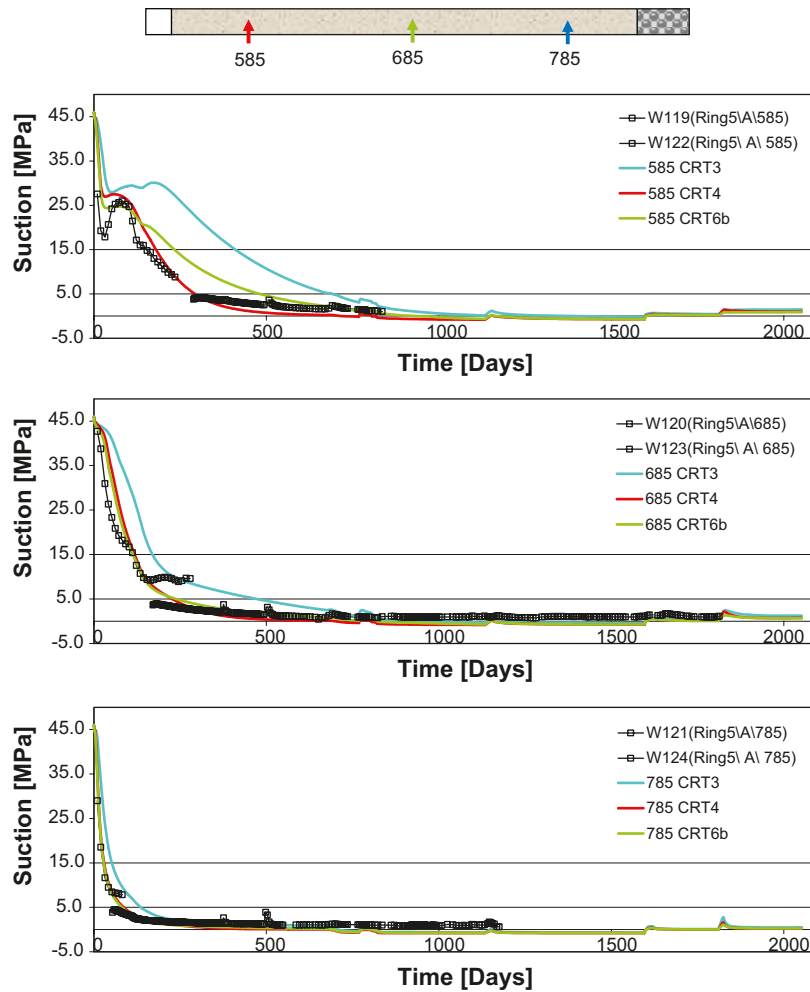 585
685
785
Suction [MPa]
45.0
35.0
25.0
15.0
5.0
-5.0
W119(Ring5\A\585)
W122(Ring5\ A\ 585)
585 CRT3
585 CRT4
585 CRT6b
0
500
1000
1500
2000
Time [Days]
Suction [MPa]
45.0
35.0
25.0
15.0
5.0
-5.0
W120(Ring5\A\685)
W123(Ring5\ A\ 685)
685 CRT3
685 CRT4
685 CRT6b
0
500
1000
1500
2000
Time [Days]
Suction [MPa]
45.0
35.0
25.0
15.0
5.0
-5.0
W121(Ring5\A\785)
W124(Ring5\ A\ 785)
785 CRT3
785 CRT4
785 CRT6b
0
500
1000
1500
2000
Time [Days]